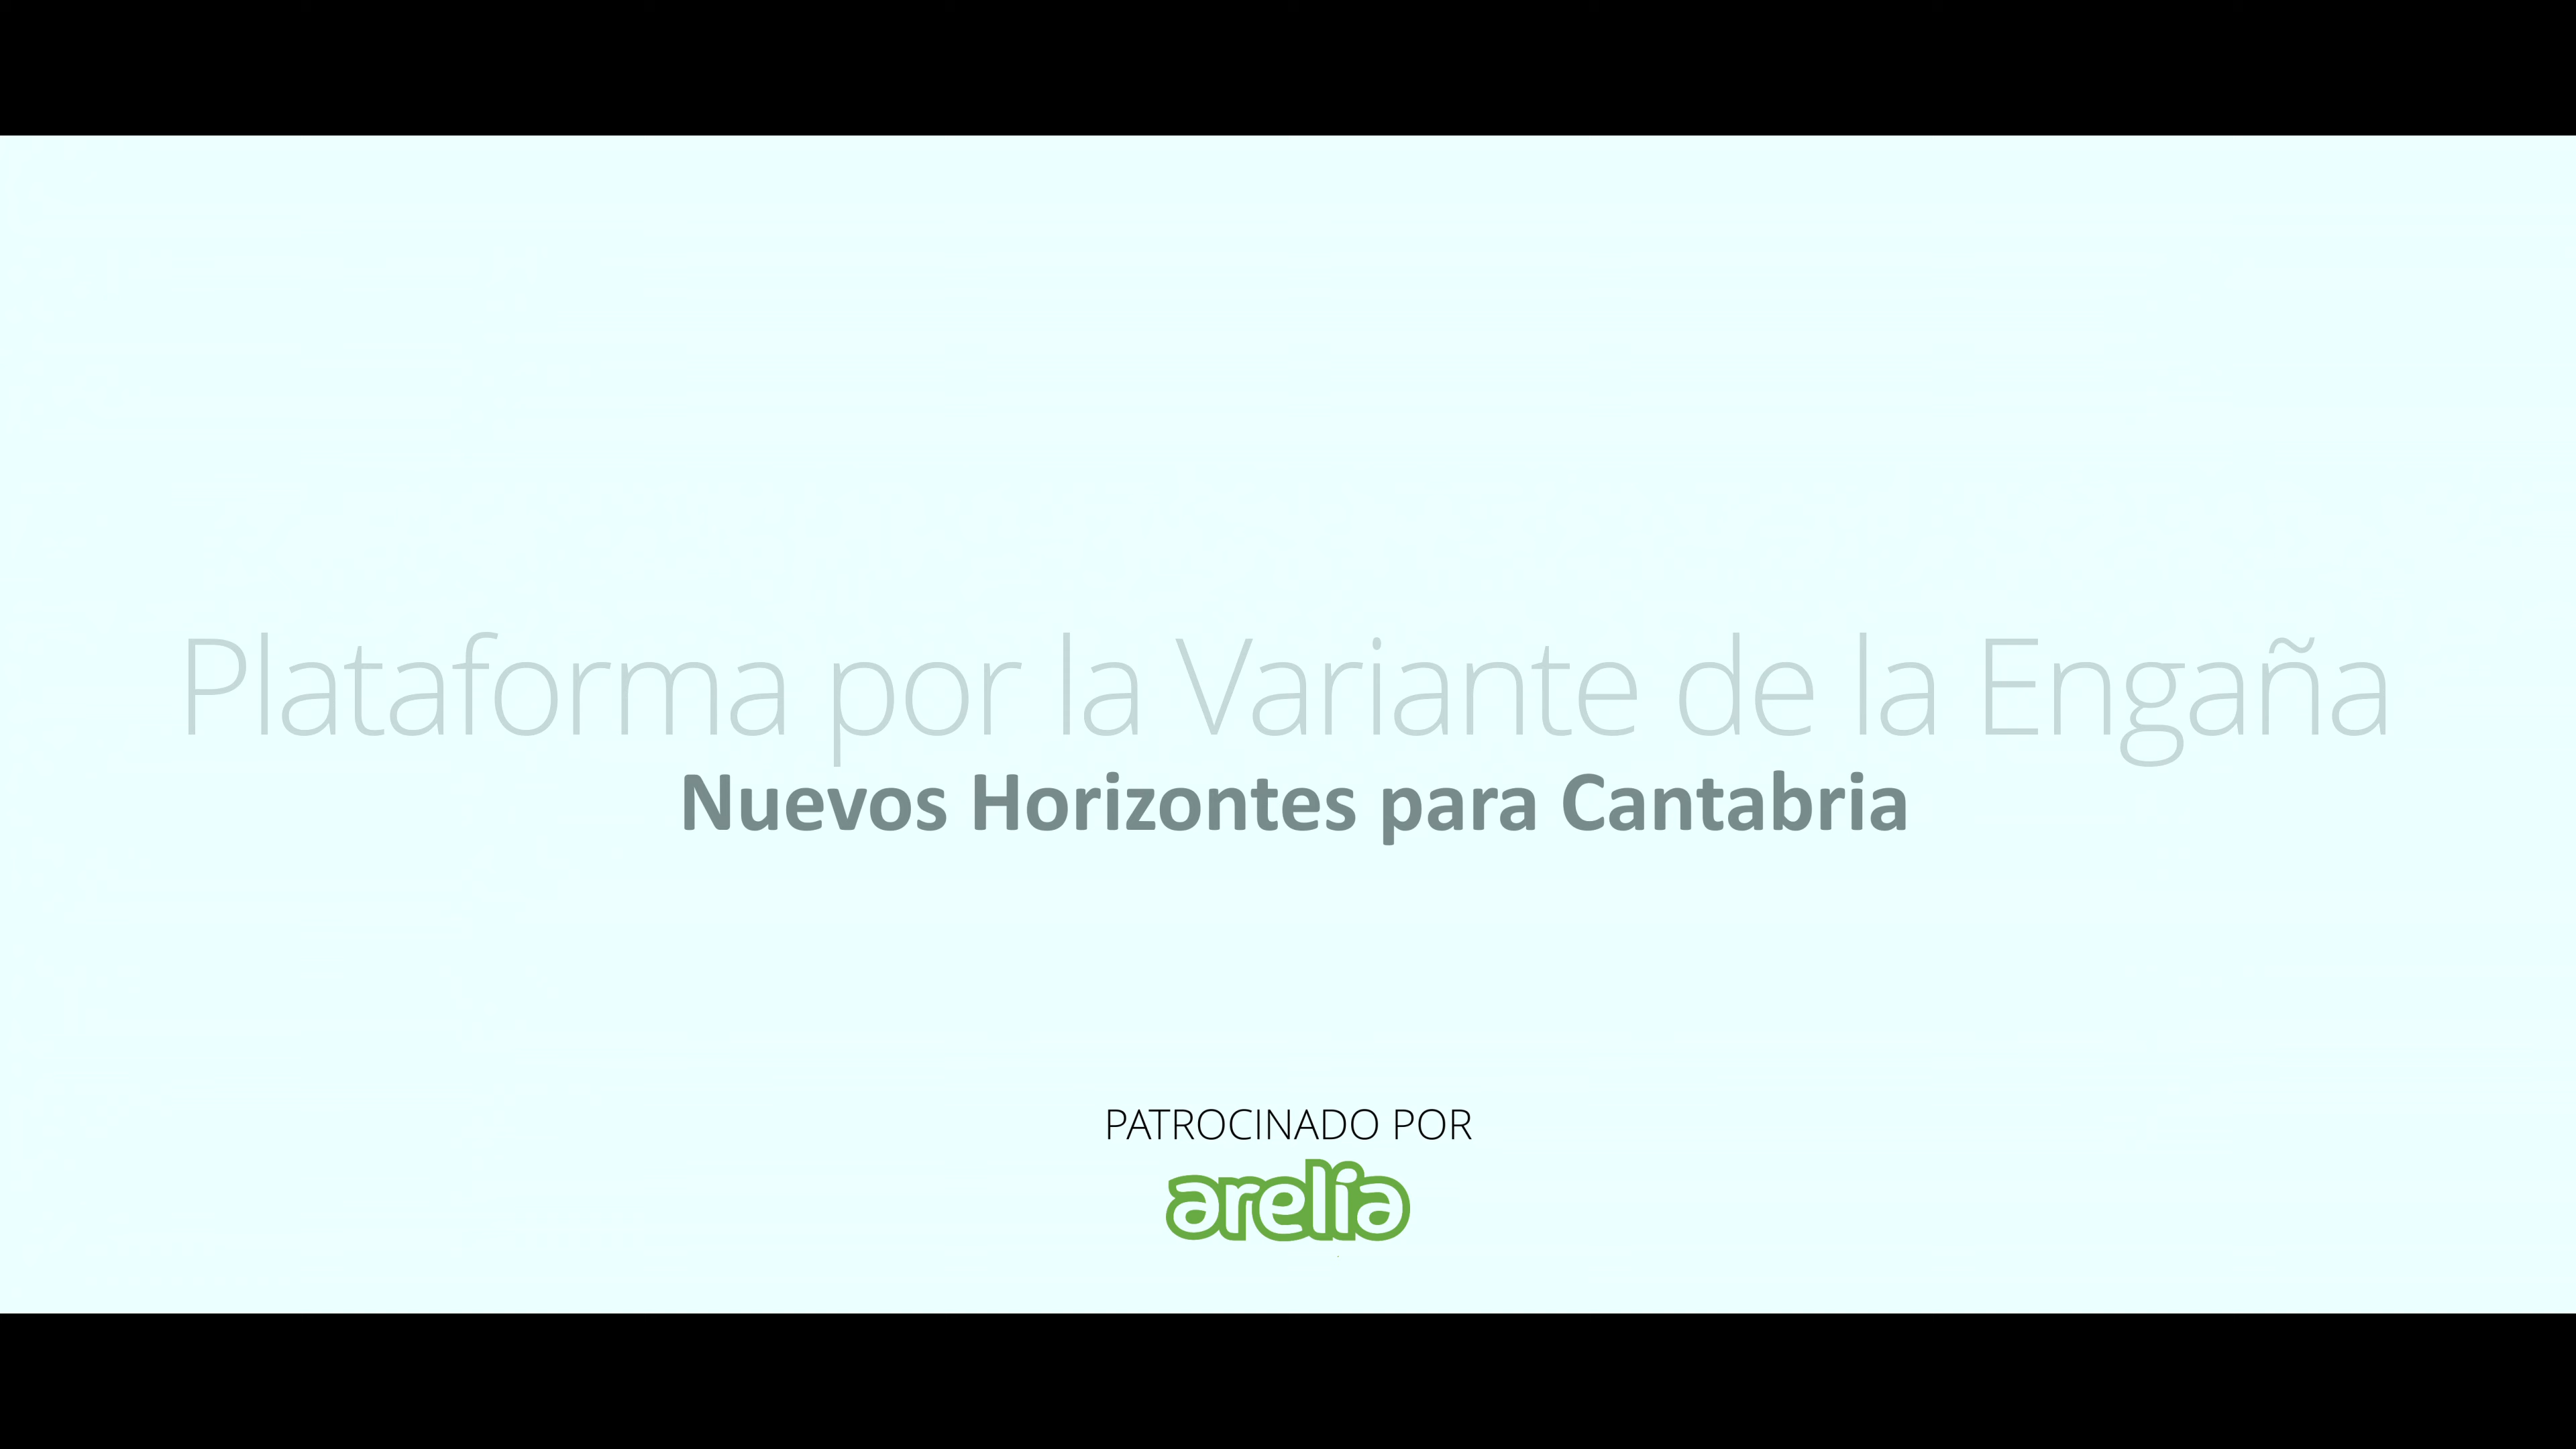 Plataforma por la Variante de la Engaña
Nuevos Horizontes para Cantabria
PATROCINADO POR
arelia